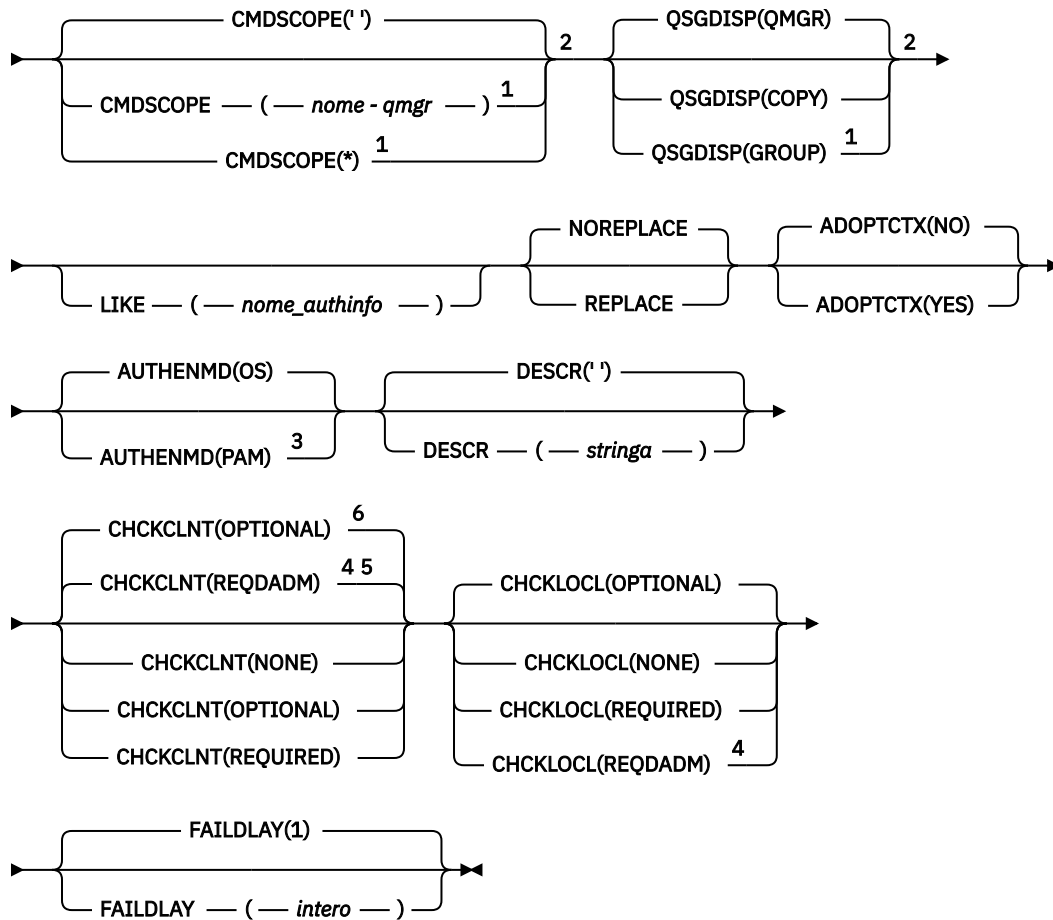 CMDSCOPE(' ') QSGDISP(QMGR)
2 2
CMDSCOPE ( nome - qmgr ) 1 QSGDISP(COPY)
CMDSCOPE(*) 1 QSGDISP(GROUP) 1
NOREPLACE ADOPTCTX(NO)
LIKE ( nome_authinfo ) REPLACE ADOPTCTX(YES)
AUTHENMD(OS) DESCR(' ')
AUTHENMD(PAM) 3 DESCR ( stringa )
CHCKCLNT(OPTIONAL) 6
CHCKCLNT(REQDADM) 4 5 CHCKLOCL(OPTIONAL)
CHCKCLNT(NONE) CHCKLOCL(NONE)
CHCKCLNT(OPTIONAL) CHCKLOCL(REQUIRED)
CHCKCLNT(REQUIRED) CHCKLOCL(REQDADM) 4
FAILDLAY(1)
FAILDLAY ( intero )